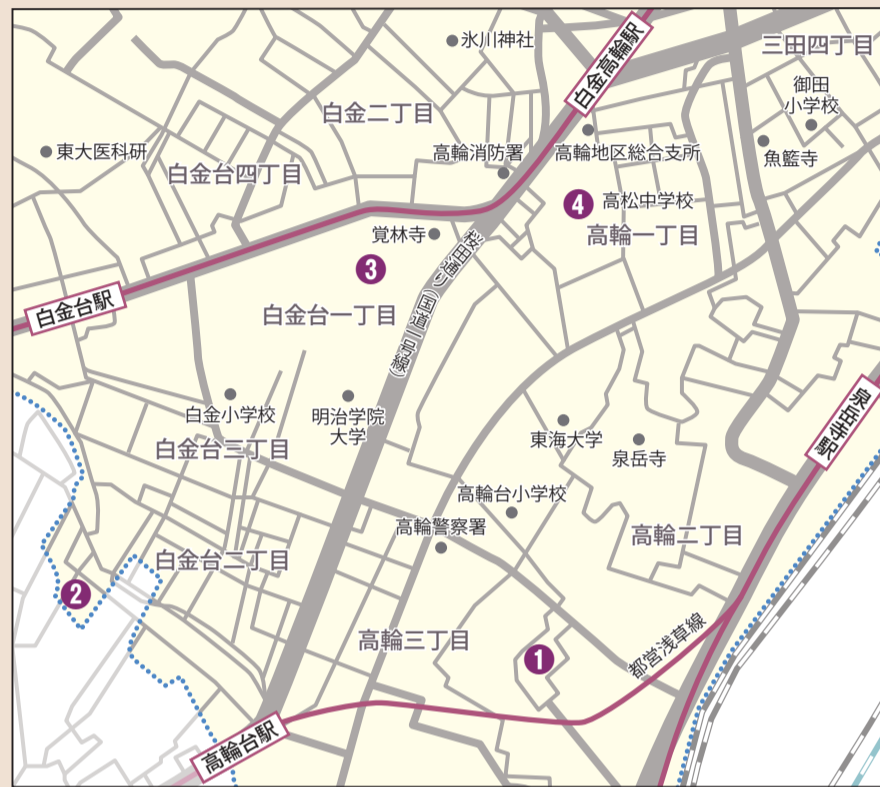 氷川神社
白金高輪駅
三田四丁目
御田
小学校
白金二丁目
東大医科研
高輪消防署
高輪地区総合支所
魚籃寺
白金台四丁目
4
高松中学校
覚林寺
高輪一丁目
3
桜田通り(国道一号線)
白金台駅
白金台一丁目
白金小学校
明治学院
大学
東海大学
泉岳寺
泉岳寺駅
白金台三丁目
高輪台小学校
高輪警察署
高輪二丁目
白金台二丁目
2
高輪三丁目
1
都営浅草線
高輪台駅